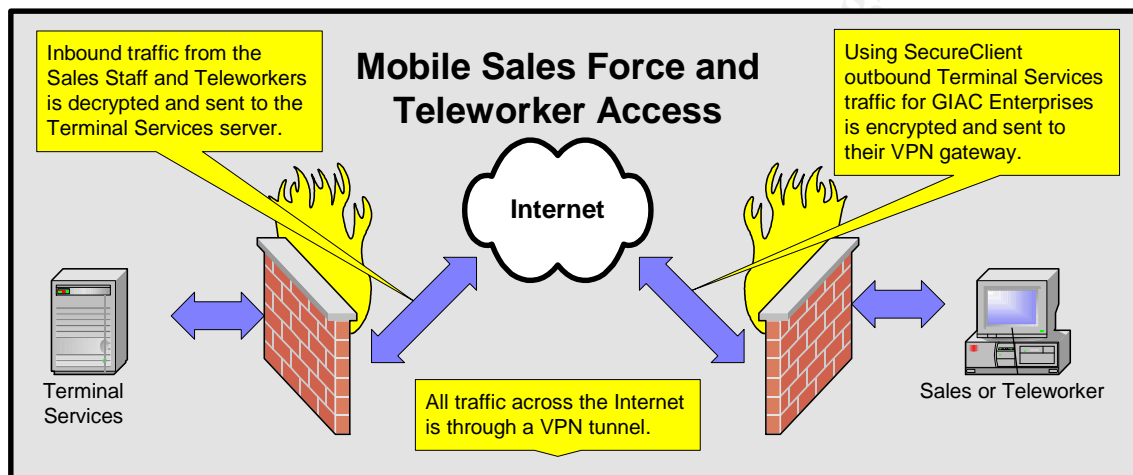 Inbound traffic from the
Sales Staff and Teleworkers
is decrypted and sent to the
Terminal Services server.
Mobile Sales Force and
Teleworker Access
Using SecureClient
outbound Terminal Services
traffic for GIAC Enterprises
is encrypted and sent to
their VPN gateway.
Internet
Terminal
Services
All traffic across the Internet
is through a VPN tunnel.
Sales or Teleworker